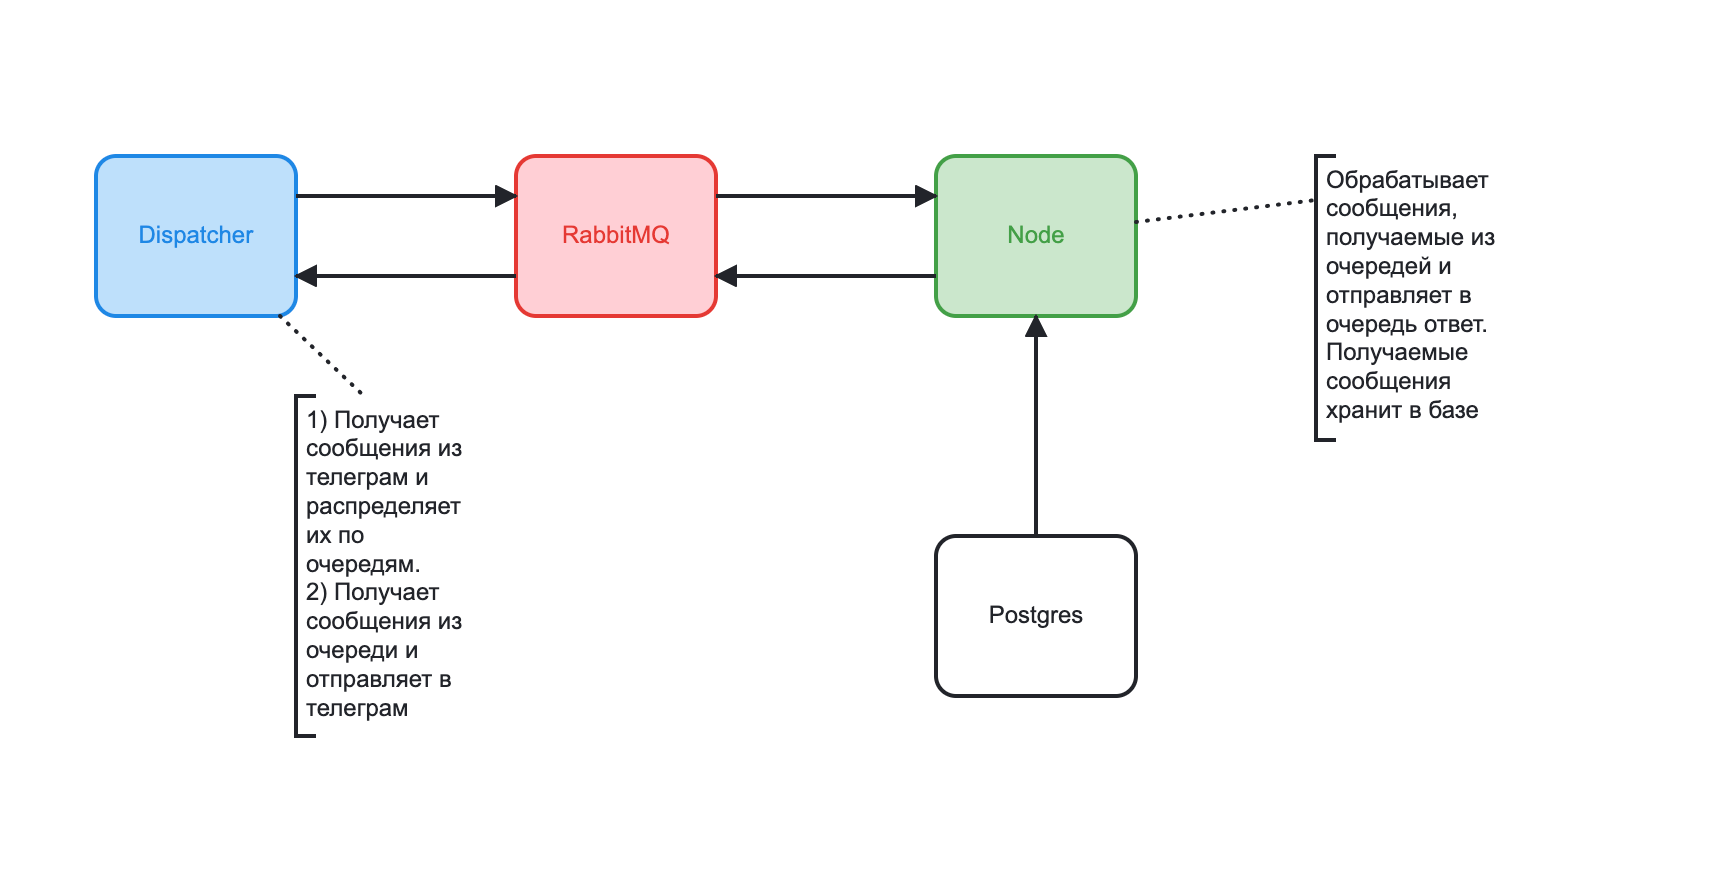 Dispatcher
RabbitMQ
Node
Обрабатывает
сообщения,
получаемые из
очередей и
отправляет в
очередь ответ.
Получаемые
сообщения
хранит в базе
1) Получает
сообщения из
телеграм и
распределяет
их по
очередям.
2) Получает
сообщения из
очереди и
отправляет в
телеграм
Postgres